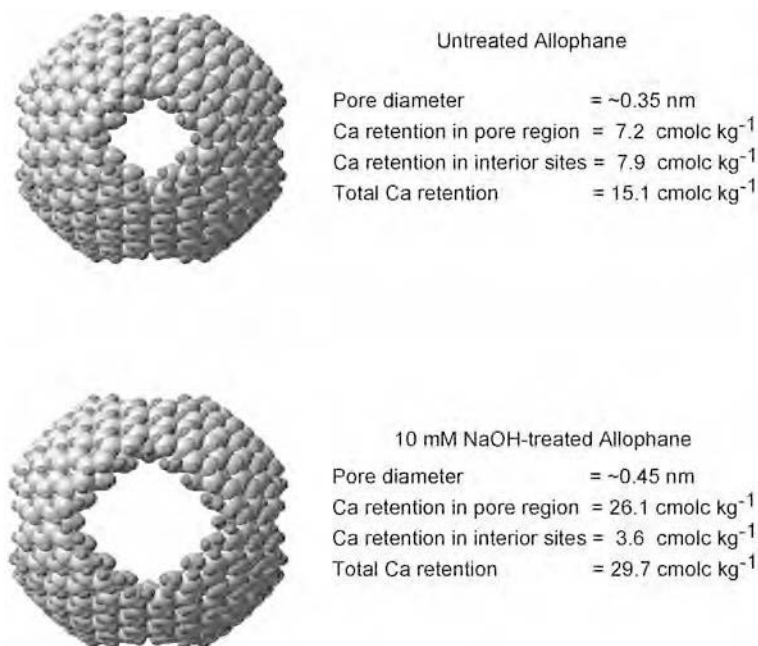 Untreated Allophane
Pore diameter = ~0.35 nm
Ca retention in pore region = 7.2 cmolc kg-1
Ca retention in interior sites = 7.9 cmolc kg-1
Total Ca retention = 15.1 cmolc kg-1
10 mM NaOH-treated Allophane
Pore diameter = ~0.45 nm
Ca retention in pore region = 26.1 cmolc kg-1
Ca retention in interior sites = 3.6 cmolc kg-1
Total Ca retention = 29.7 cmolc kg-1